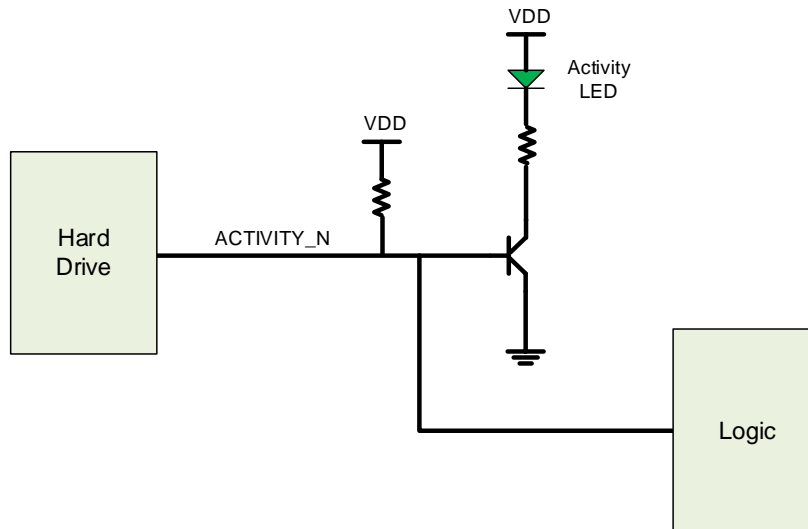 VDD
Activity
LED
VDD
Hard
Drive
ACTIVITY_N
Logic